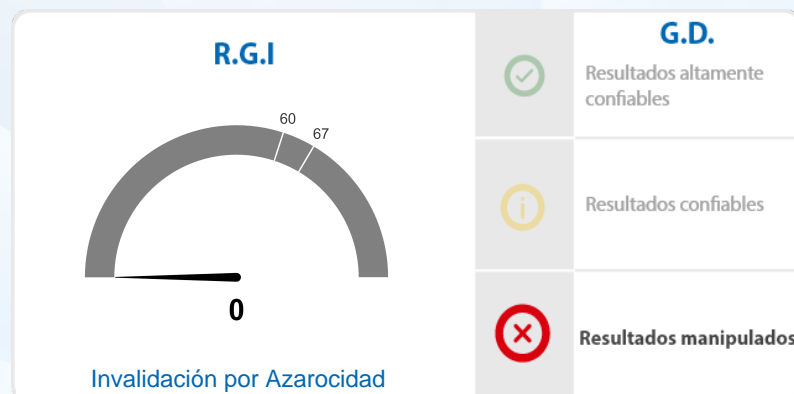 R.G.I
60
67
0
Invalidación por Azarocidad
G.D.
Resultados altamente
confiables
Resultados confiables
Resultados manipulados